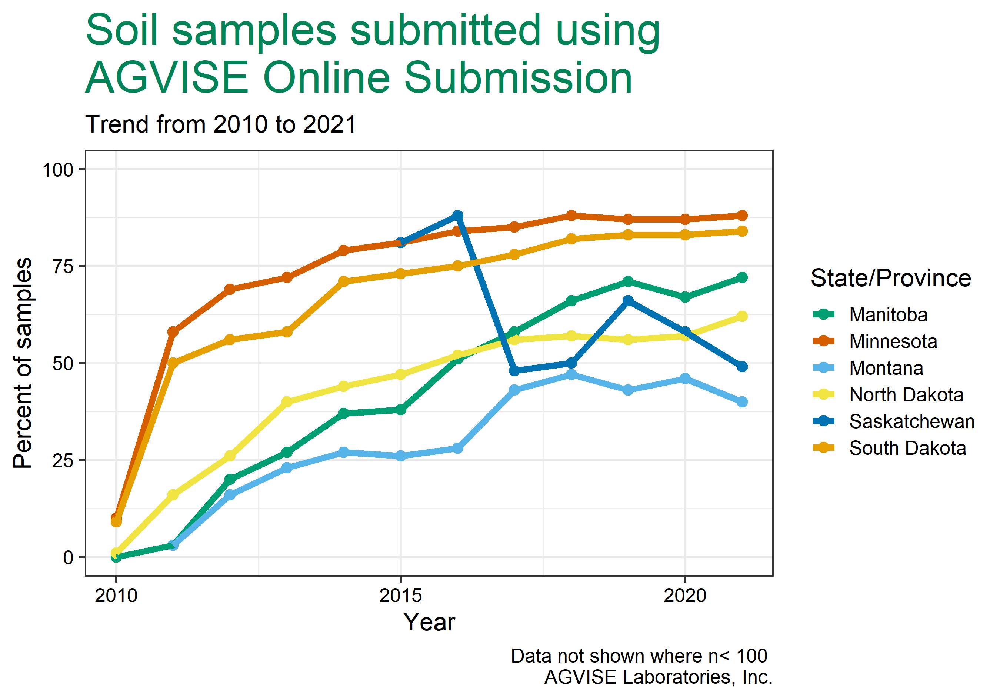 Soil samples submitted using
AGVISE Online Submission
Trend from 2010 to 2021
Percent of samples
100
75
50
25
0
2010
2015
2020
Year
State/Province
Manitoba
Minnesota
Montana
North Dakota
Saskatchewan
South Dakota
Data not shown where n< 100
AGVISE Laboratories, Inc.